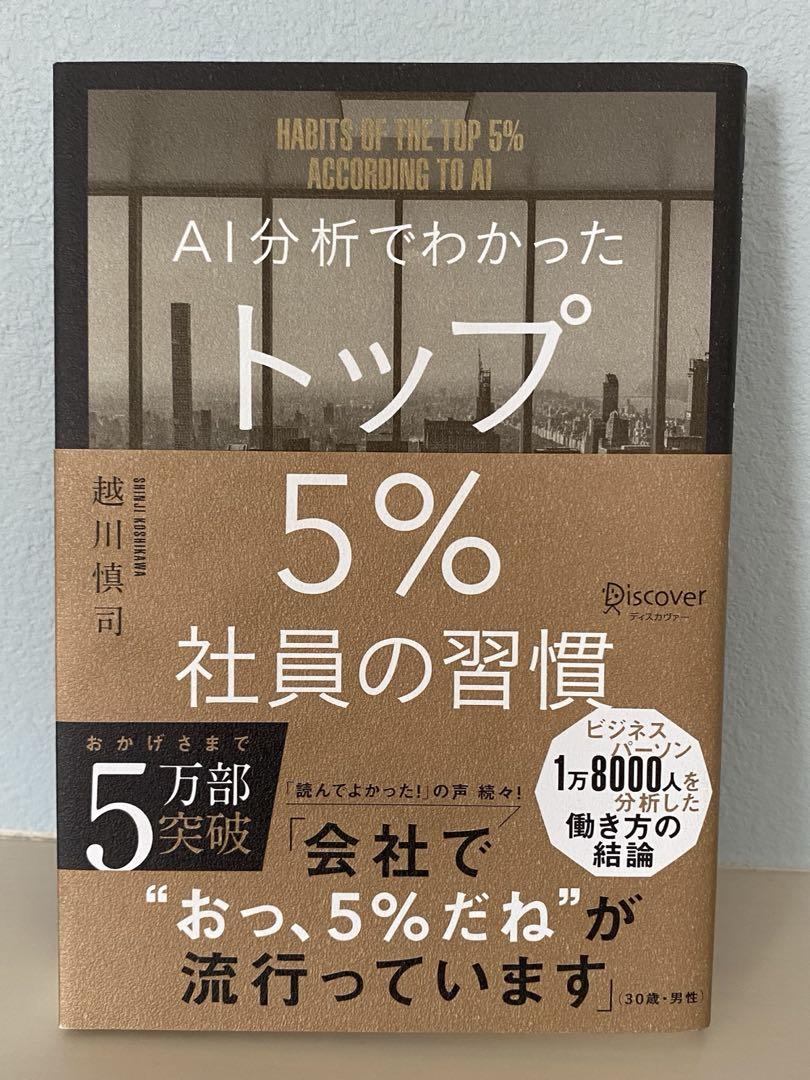 HABITS OF THE TOP 5%
ACCORDING TO AI
AI分析でわかった
トップ
5%
社員の習慣
越川慎司
SHINJI KOSHIKAWA
Discover
ディスカヴァー
おかげさまで
5万部
突破
ビジネス
パーソン
1万8000人を
分析した
働き方の
結論
「読んでよかった!」の声 続々!
「会社で
“おっ、5%だね”が
流行っています」
(30歳・男性)